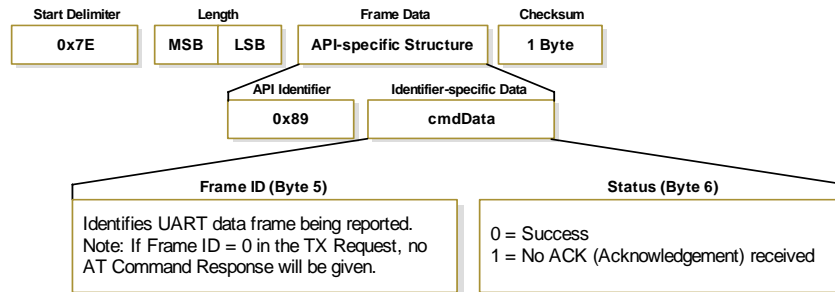 Start Delimiter Length Frame Data Checksum
0x7E MSB LSB API-specific Structure 1 Byte
API Identifier Identifier-specific Data
0x89 cmdData
Frame ID (Byte 5)
Identifies UART data frame being reported.
Note: If Frame ID = 0 in the TX Request, no
AT Command Response will be given.
Status (Byte 6)
0 = Success
1 = No ACK (Acknowledgement) received